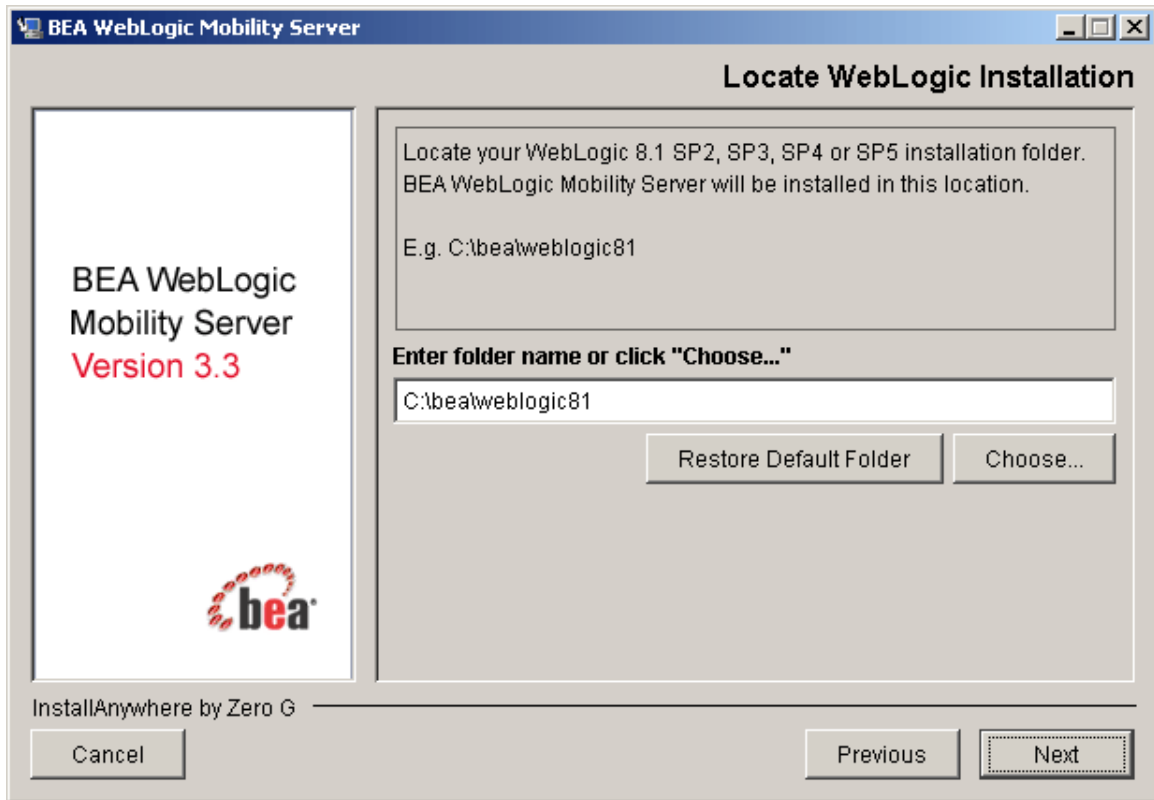 BEA WebLogic Mobility Server
Locate WebLogic Installation
BEA WebLogic
Mobility Server
Version 3.3
bea
Locate your WebLogic 8.1 SP2, SP3, SP4 or SP5 installation folder.
BEA WebLogic Mobility Server will be installed in this location.
E.g. C:\bea\weblogic81
Enter folder name or click "Choose..."
C:\bea\weblogic81
Restore Default Folder
Choose...
InstallAnywhere by Zero G
Cancel
Previous
Next